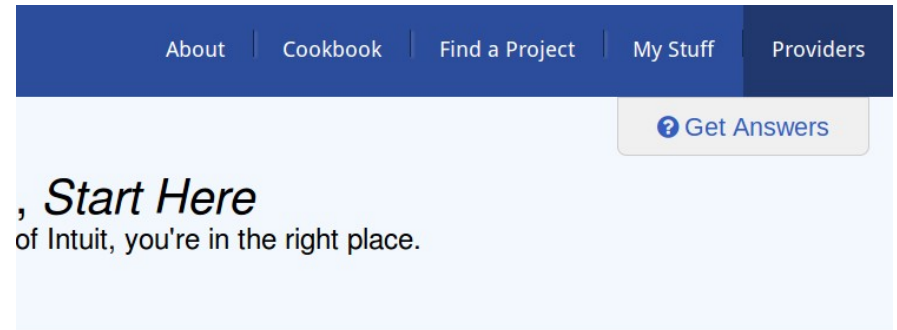 About Cookbook Find a Project My Stuff Providers
Get Answers
, Start Here
of Intuit, you're in the right place.